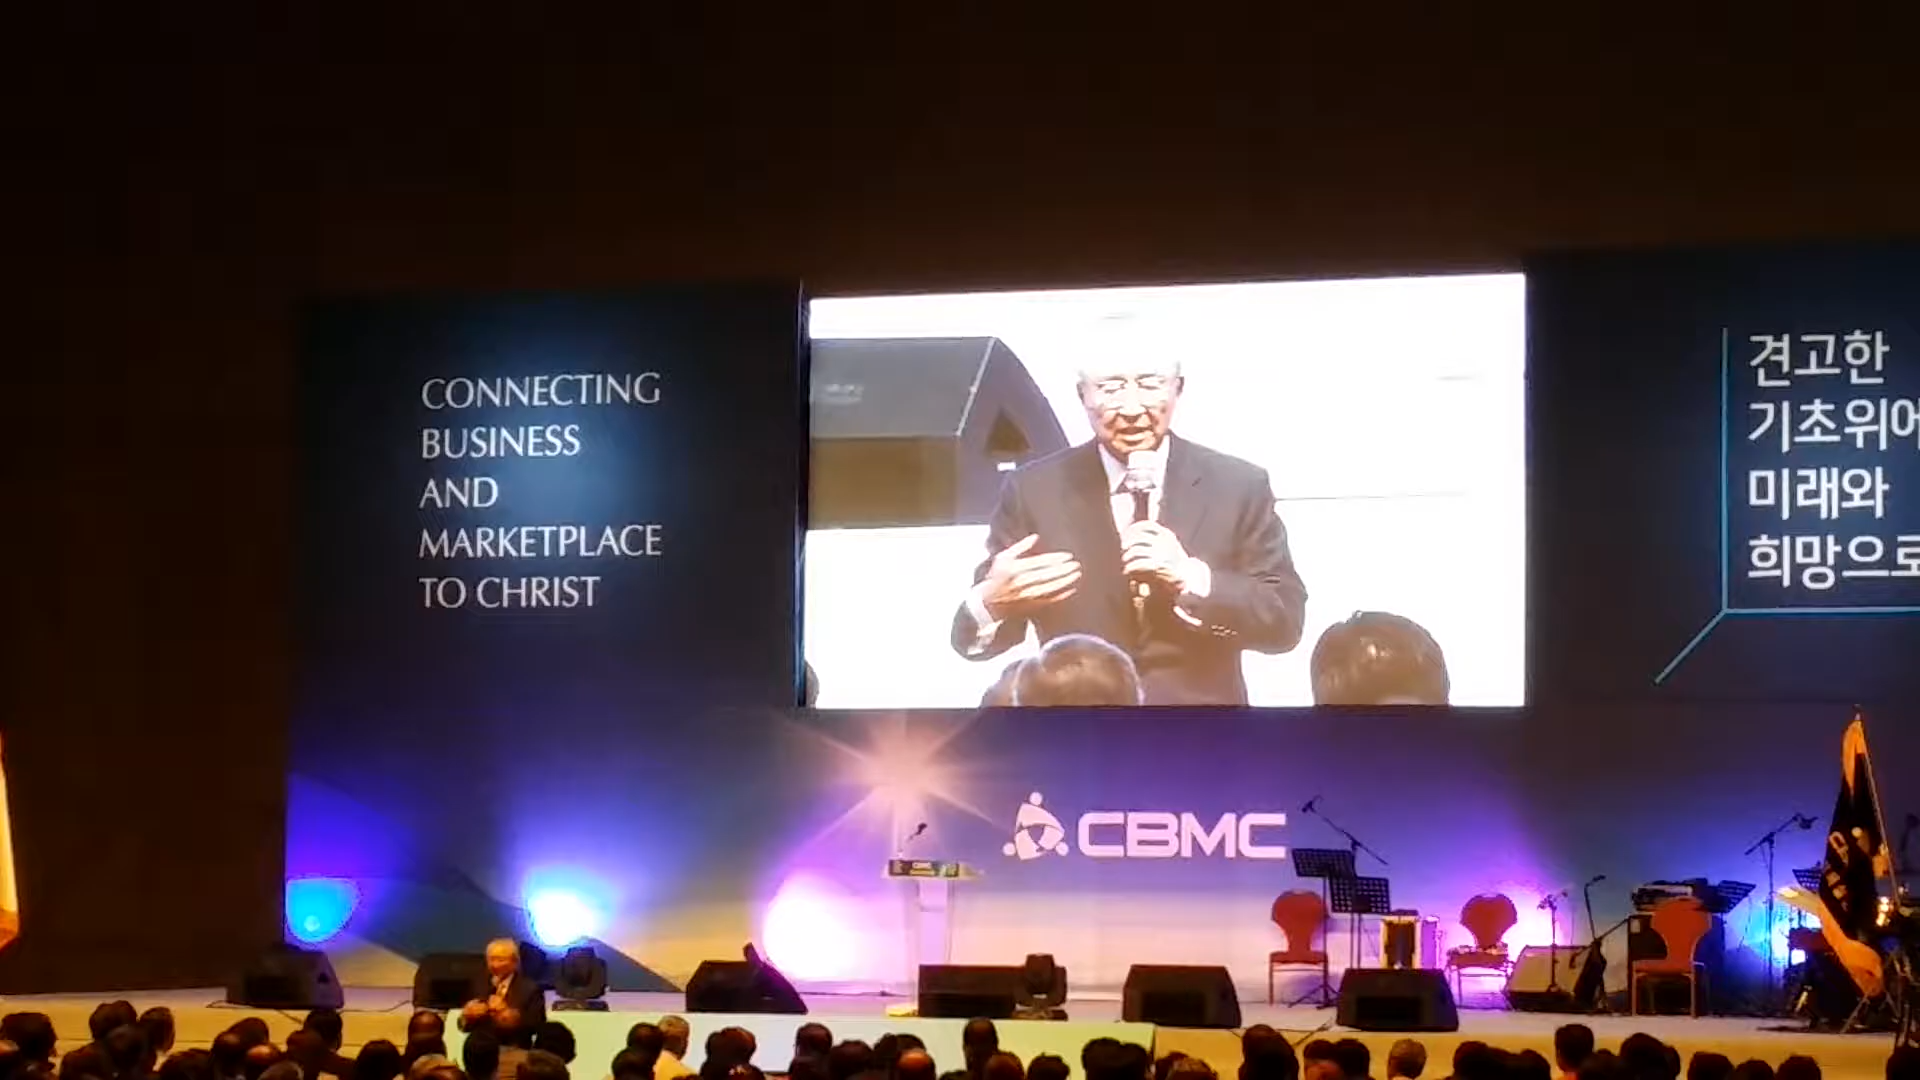 CONNECTING
BUSINESS
AND
MARKETPLACE
TO CHRIST
견고한
기초위에
미래와
희망으로
CBMC
CBMC